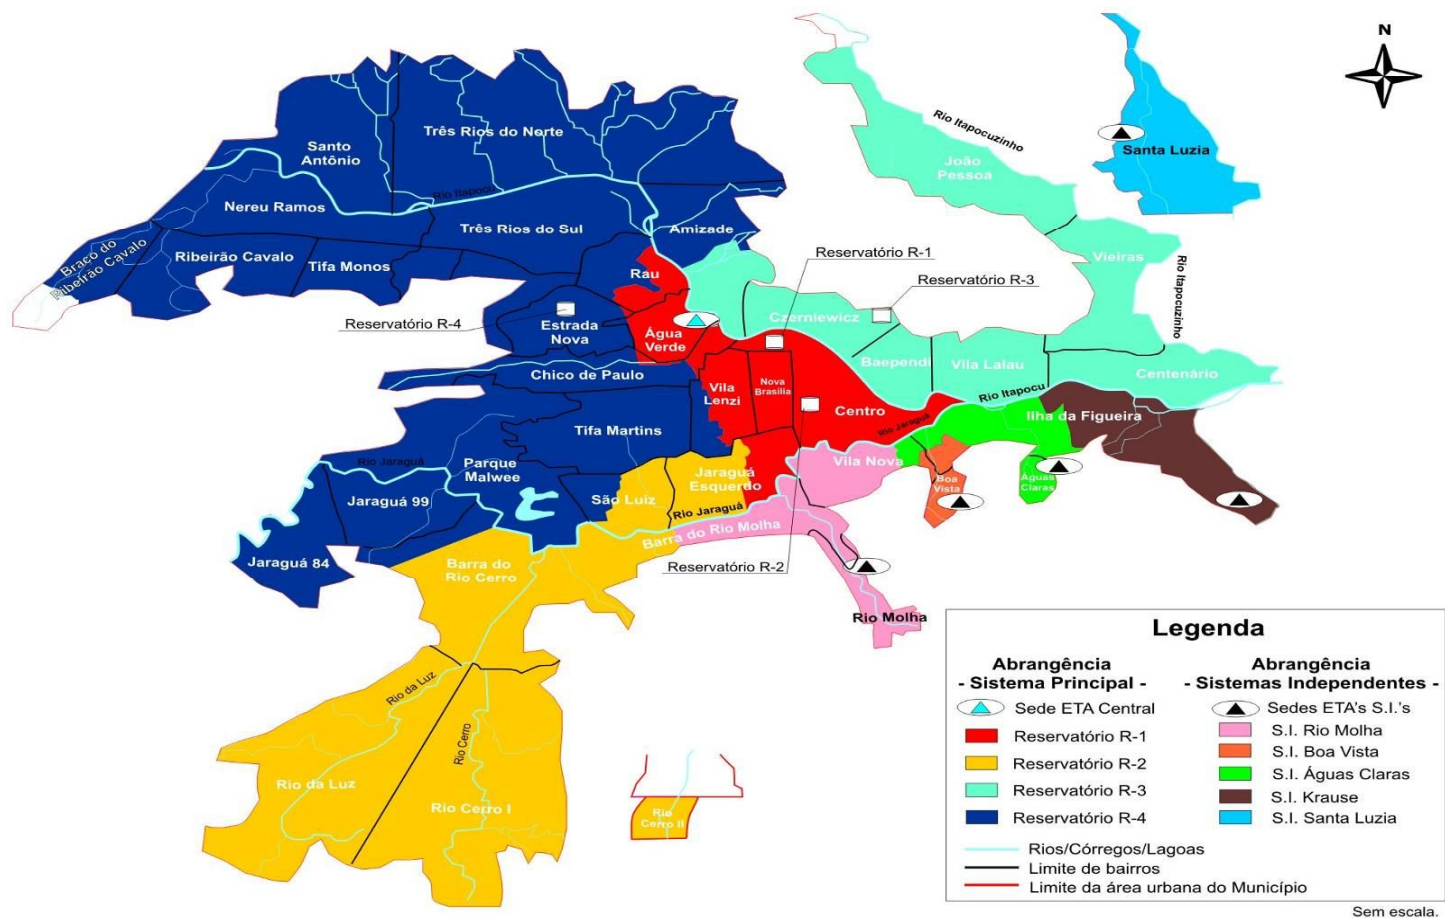 N
Rio Itapocuzinho
João
Pessoa
Santa Luzia
Três Rios do Norte
Santo
Antônio
Rio Itapocu
Nereu Ramos
Três Rios do Sul
Amizade
Braço do
Ribeirão Cavalo
Ribeirão Cavalo
Tifa Monos
Rau
Reservatório R-1
Vieiras
Rio Itapocuzinho
Reservatório R-3
Reservatório R-4
Estrada
Nova
Água
Verde
Czerniewicz
Baependi
Vila Lalau
Centenário
Chico de Paulo
Vila
Lenzi
Nova
Brasília
Centro
Rio Itapocu
Rio Jaraguá
Ilha da Figueira
Tifa Martins
Rio Jaraguá
Parque
Malwee
Jaraguá
Esquerdo
Vila Nova
Boa
Vista
Águas
Claras
Jaraguá 99
São Luiz
Rio Jaraguá
Barra do Rio Molha
Jaraguá 84
Barra do
Rio Cerro
Reservatório R-2
Rio Molha
Rio da Luz
Rio Cerro
Rio da Luz
Rio Cerro I
Rio
Cerro II
Legenda
Abrangência
- Sistema Principal -
Sede ETA Central
Reservatório R-1
Reservatório R-2
Reservatório R-3
Reservatório R-4
Abrangência
- Sistemas Independentes -
Sedes ETA's S.I.'s
S.I. Rio Molha
S.I. Boa Vista
S.I. Águas Claras
S.I. Krause
S.I. Santa Luzia
Rios/Córregos/Lagoas
Limite de bairros
Limite da área urbana do Município
Sem escala.